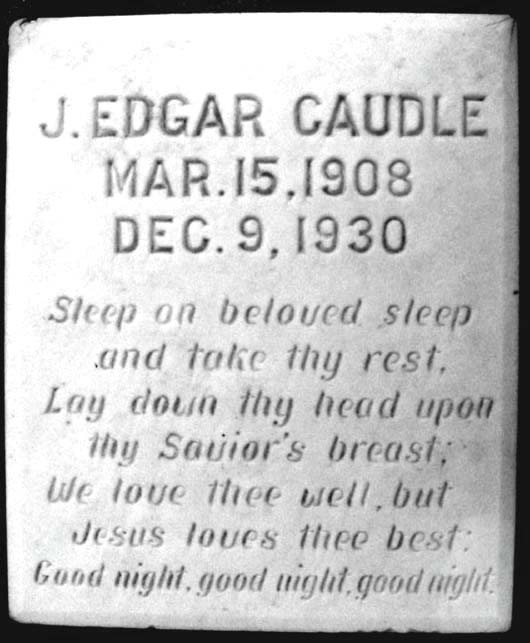 J. EDGAR CAUDLE
MAR. 15, 1908
DEC. 9, 1930
Sleep on beloved sleep
and take thy rest,
Lay down thy head upon
thy Savior's breast;
We love thee well, but
Jesus loves thee best:
Good night, good night, good night.